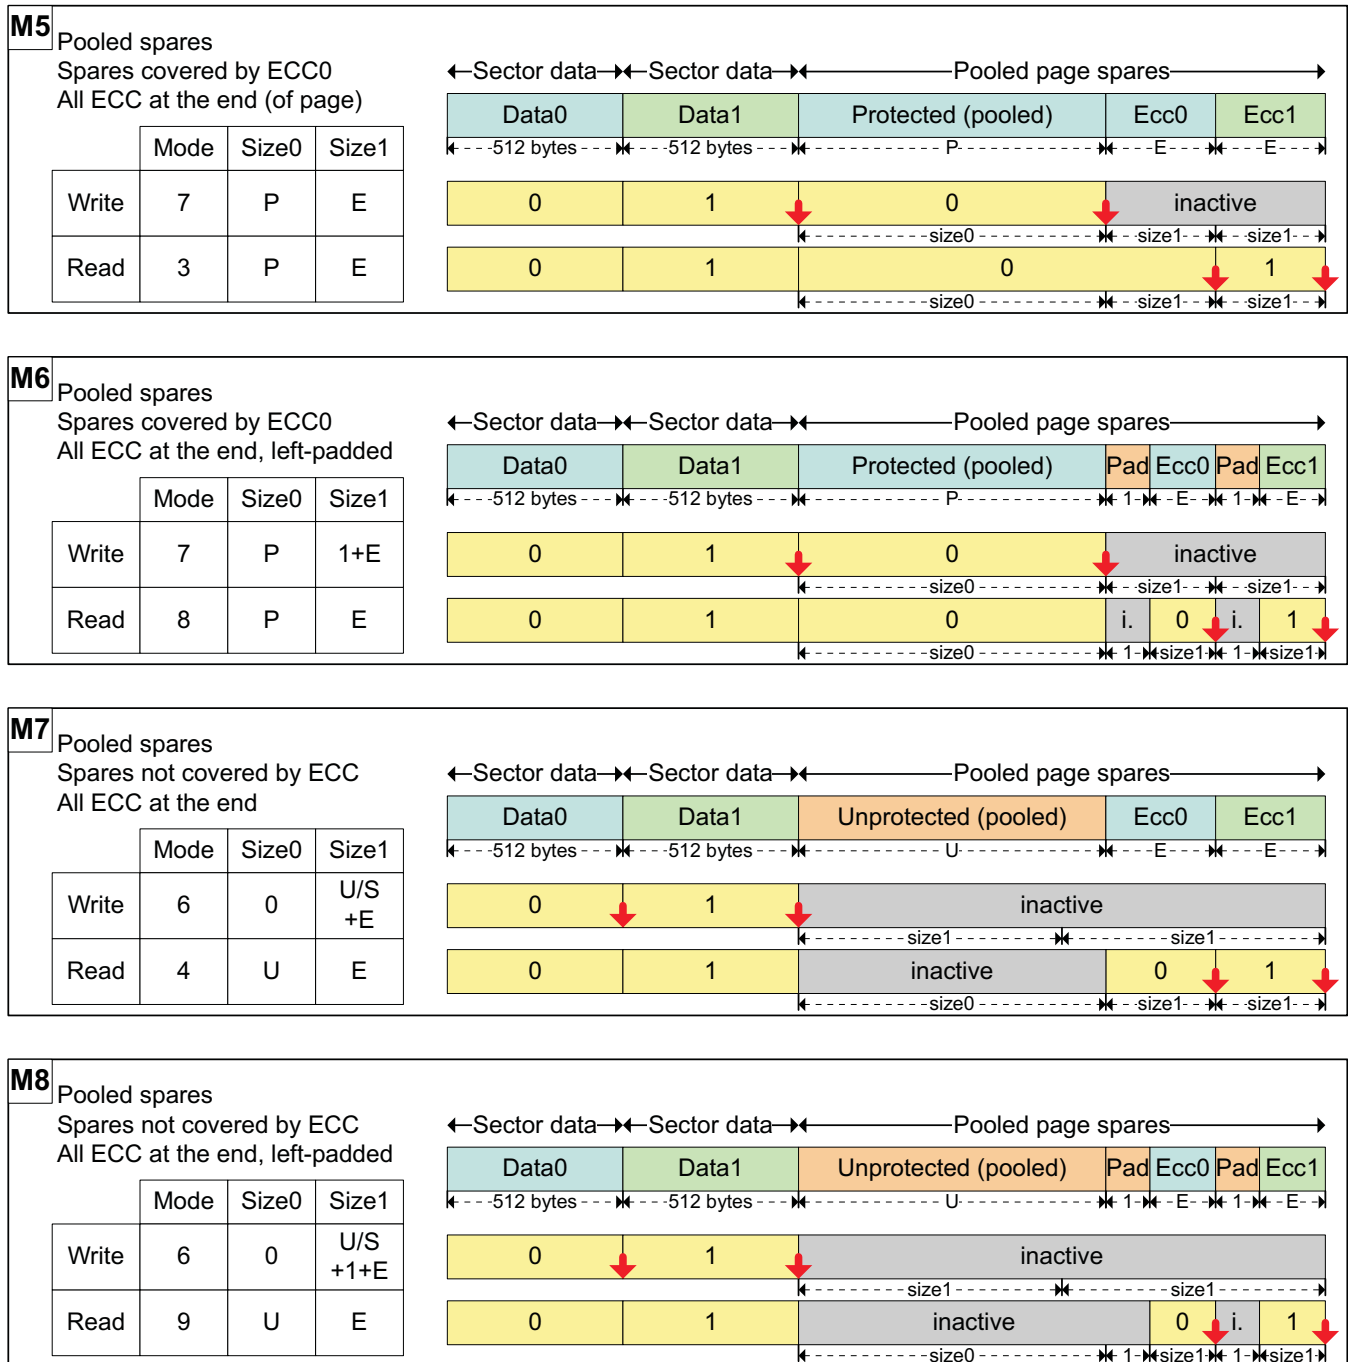 M5
Pooled spares
Spares covered by ECC0
All ECC at the end (of page)
Mode Size0 Size1
Write 7 P E
Read 3 P E
Sector data Sector data Pooled page spares
Data0 Data1 Protected (pooled) Ecc0 Ecc1
512 bytes 512 bytes P E E
0 1 0 inactive
size0 size1 size1
0 1 0 1
size0 size1 size1
M6
Pooled spares
Spares covered by ECC0
All ECC at the end, left-padded
Mode Size0 Size1
Write 7 P 1+E
Read 8 P E
Sector data Sector data Pooled page spares
Data0 Data1 Protected (pooled) Pad Ecc0 Pad Ecc1
512 bytes 512 bytes P 1 E 1 E
0 1 0 inactive
size0 size1 size1
0 1 0 i. 0 i. 1
size0 1 size1 1 size1
M7
Pooled spares
Spares not covered by ECC
All ECC at the end
Mode Size0 Size1
Write 6 0 U/S
+E
Read 4 U E
Sector data Sector data Pooled page spares
Data0 Data1 Unprotected (pooled) Ecc0 Ecc1
512 bytes 512 bytes U E E
0 1 inactive
size1 size1
0 1 inactive 0 1
size0 size1 size1
M8
Pooled spares
Spares not covered by ECC
All ECC at the end, left-padded
Mode Size0 Size1
Write 6 0 U/S
+1+E
Read 9 U E
Sector data Sector data Pooled page spares
Data0 Data1 Unprotected (pooled) Pad Ecc0 Pad Ecc1
512 bytes 512 bytes U 1 E 1 E
0 1 inactive
size1 size1
0 1 inactive 0 i. 1
size0 1 size1 1 size1